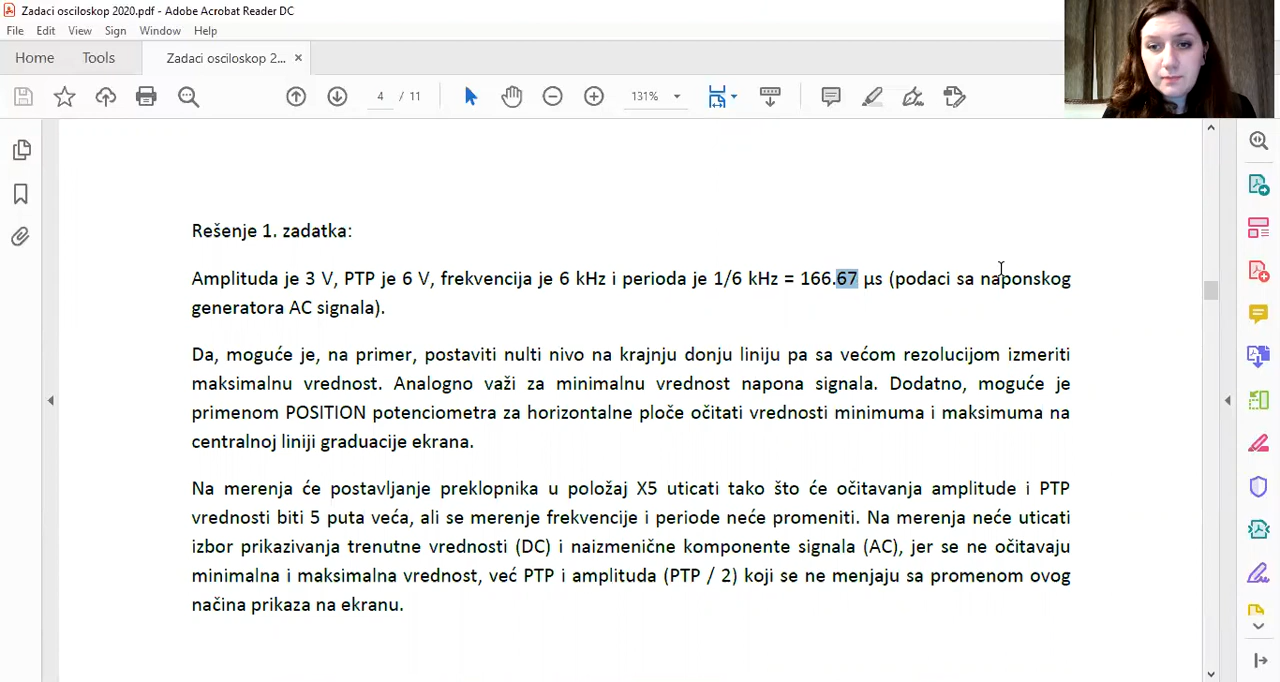 Zadaci osciloskop 2020.pdf - Adobe Acrobat Reader DC
File Edit View Sign Window Help
Home Tools Zadaci osciloskop 2... ×
4 / 11 131%
Rešenje 1. zadatka:
Amplituda je 3 V, PTP je 6 V, frekvencija je 6 kHz i perioda je 1/6 kHz = 166.67 µs (podaci sa naponskog
generatora AC signala).
Da, moguće je, na primer, postaviti nulti nivo na krajnju donju liniju pa sa većom rezolucijom izmeriti
maksimalnu vrednost. Analogno važi za minimalnu vrednost napona signala. Dodatno, moguće je
primenom POSITION potenciometra za horizontalne ploče očitati vrednosti minimuma i maksimuma na
centralnoj liniji graduacije ekrana.
Na merenja će postavljanje preklopnika u položaj X5 uticati tako što će očitavanja amplitude i PTP
vrednosti biti 5 puta veća, ali se merenje frekvencije i periode neće promeniti. Na merenja neće uticati
izbor prikazivanja trenutne vrednosti (DC) i naizmenične komponente signala (AC), jer se ne očitavaju
minimalna i maksimalna vrednost, već PTP i amplituda (PTP / 2) koji se ne menjaju sa promenom ovog
načina prikaza na ekranu.